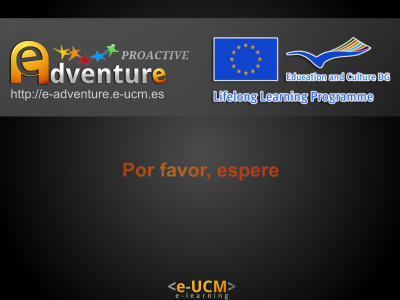 eAdventure
PROACTIVE
http://e-adventure.e-ucm.es
Education and Culture DG
Lifelong Learning Programme
Por favor, espere
<e-UCM>
e-learning